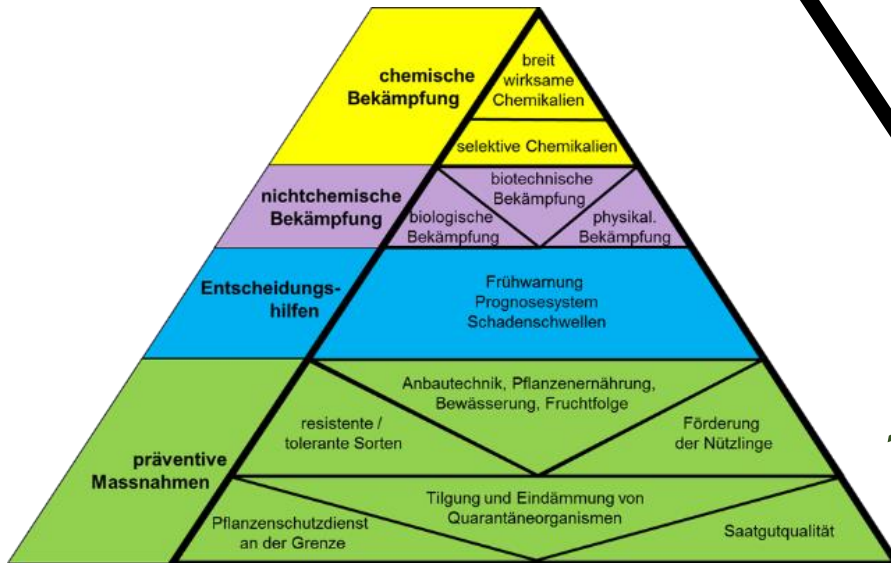 chemische
Bekämpfung
breit
wirksame
Chemikalien
selektive Chemikalien
nichtchemische
Bekämpfung
biotechnische
Bekämpfung
biologische
Bekämpfung
physikal.
Bekämpfung
Entscheidungs-
hilfen
Frühwarnung
Prognosesystem
Schadenschwellen
präventive
Massnahmen
Anbautechnik, Pflanzenernährung,
Bewässerung, Fruchtfolge
resistente /
tolerante Sorten
Förderung
der Nützlinge
Tilgung und Eindämmung von
Quarantäneorganismen
Pflanzenschutzdienst
an der Grenze
Saatgutqualität